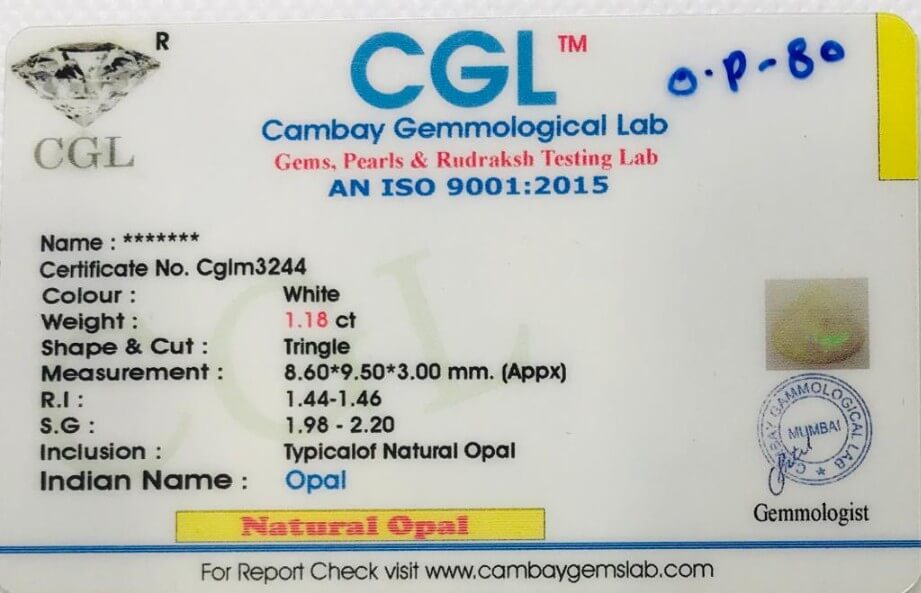 R
CGL
CGL™
O.P-80
Cambay Gemmological Lab
Gems, Pearls & Rudraksh Testing Lab
AN ISO 9001:2015
Name : *******
Certificate No. Cglm3244
Colour : White
Weight : 1.18 ct
Shape & Cut : Tringle
Measurement : 8.60*9.50*3.00 mm. (Appx)
R.I : 1.44-1.46
S.G : 1.98 - 2.20
Inclusion : Typicalof Natural Opal
Indian Name : Opal
CAMBAY GAMMOLOGICAL LAB
MUMBAI
Gemmologist
Natural Opal
For Report Check visit www.cambaygemslab.com